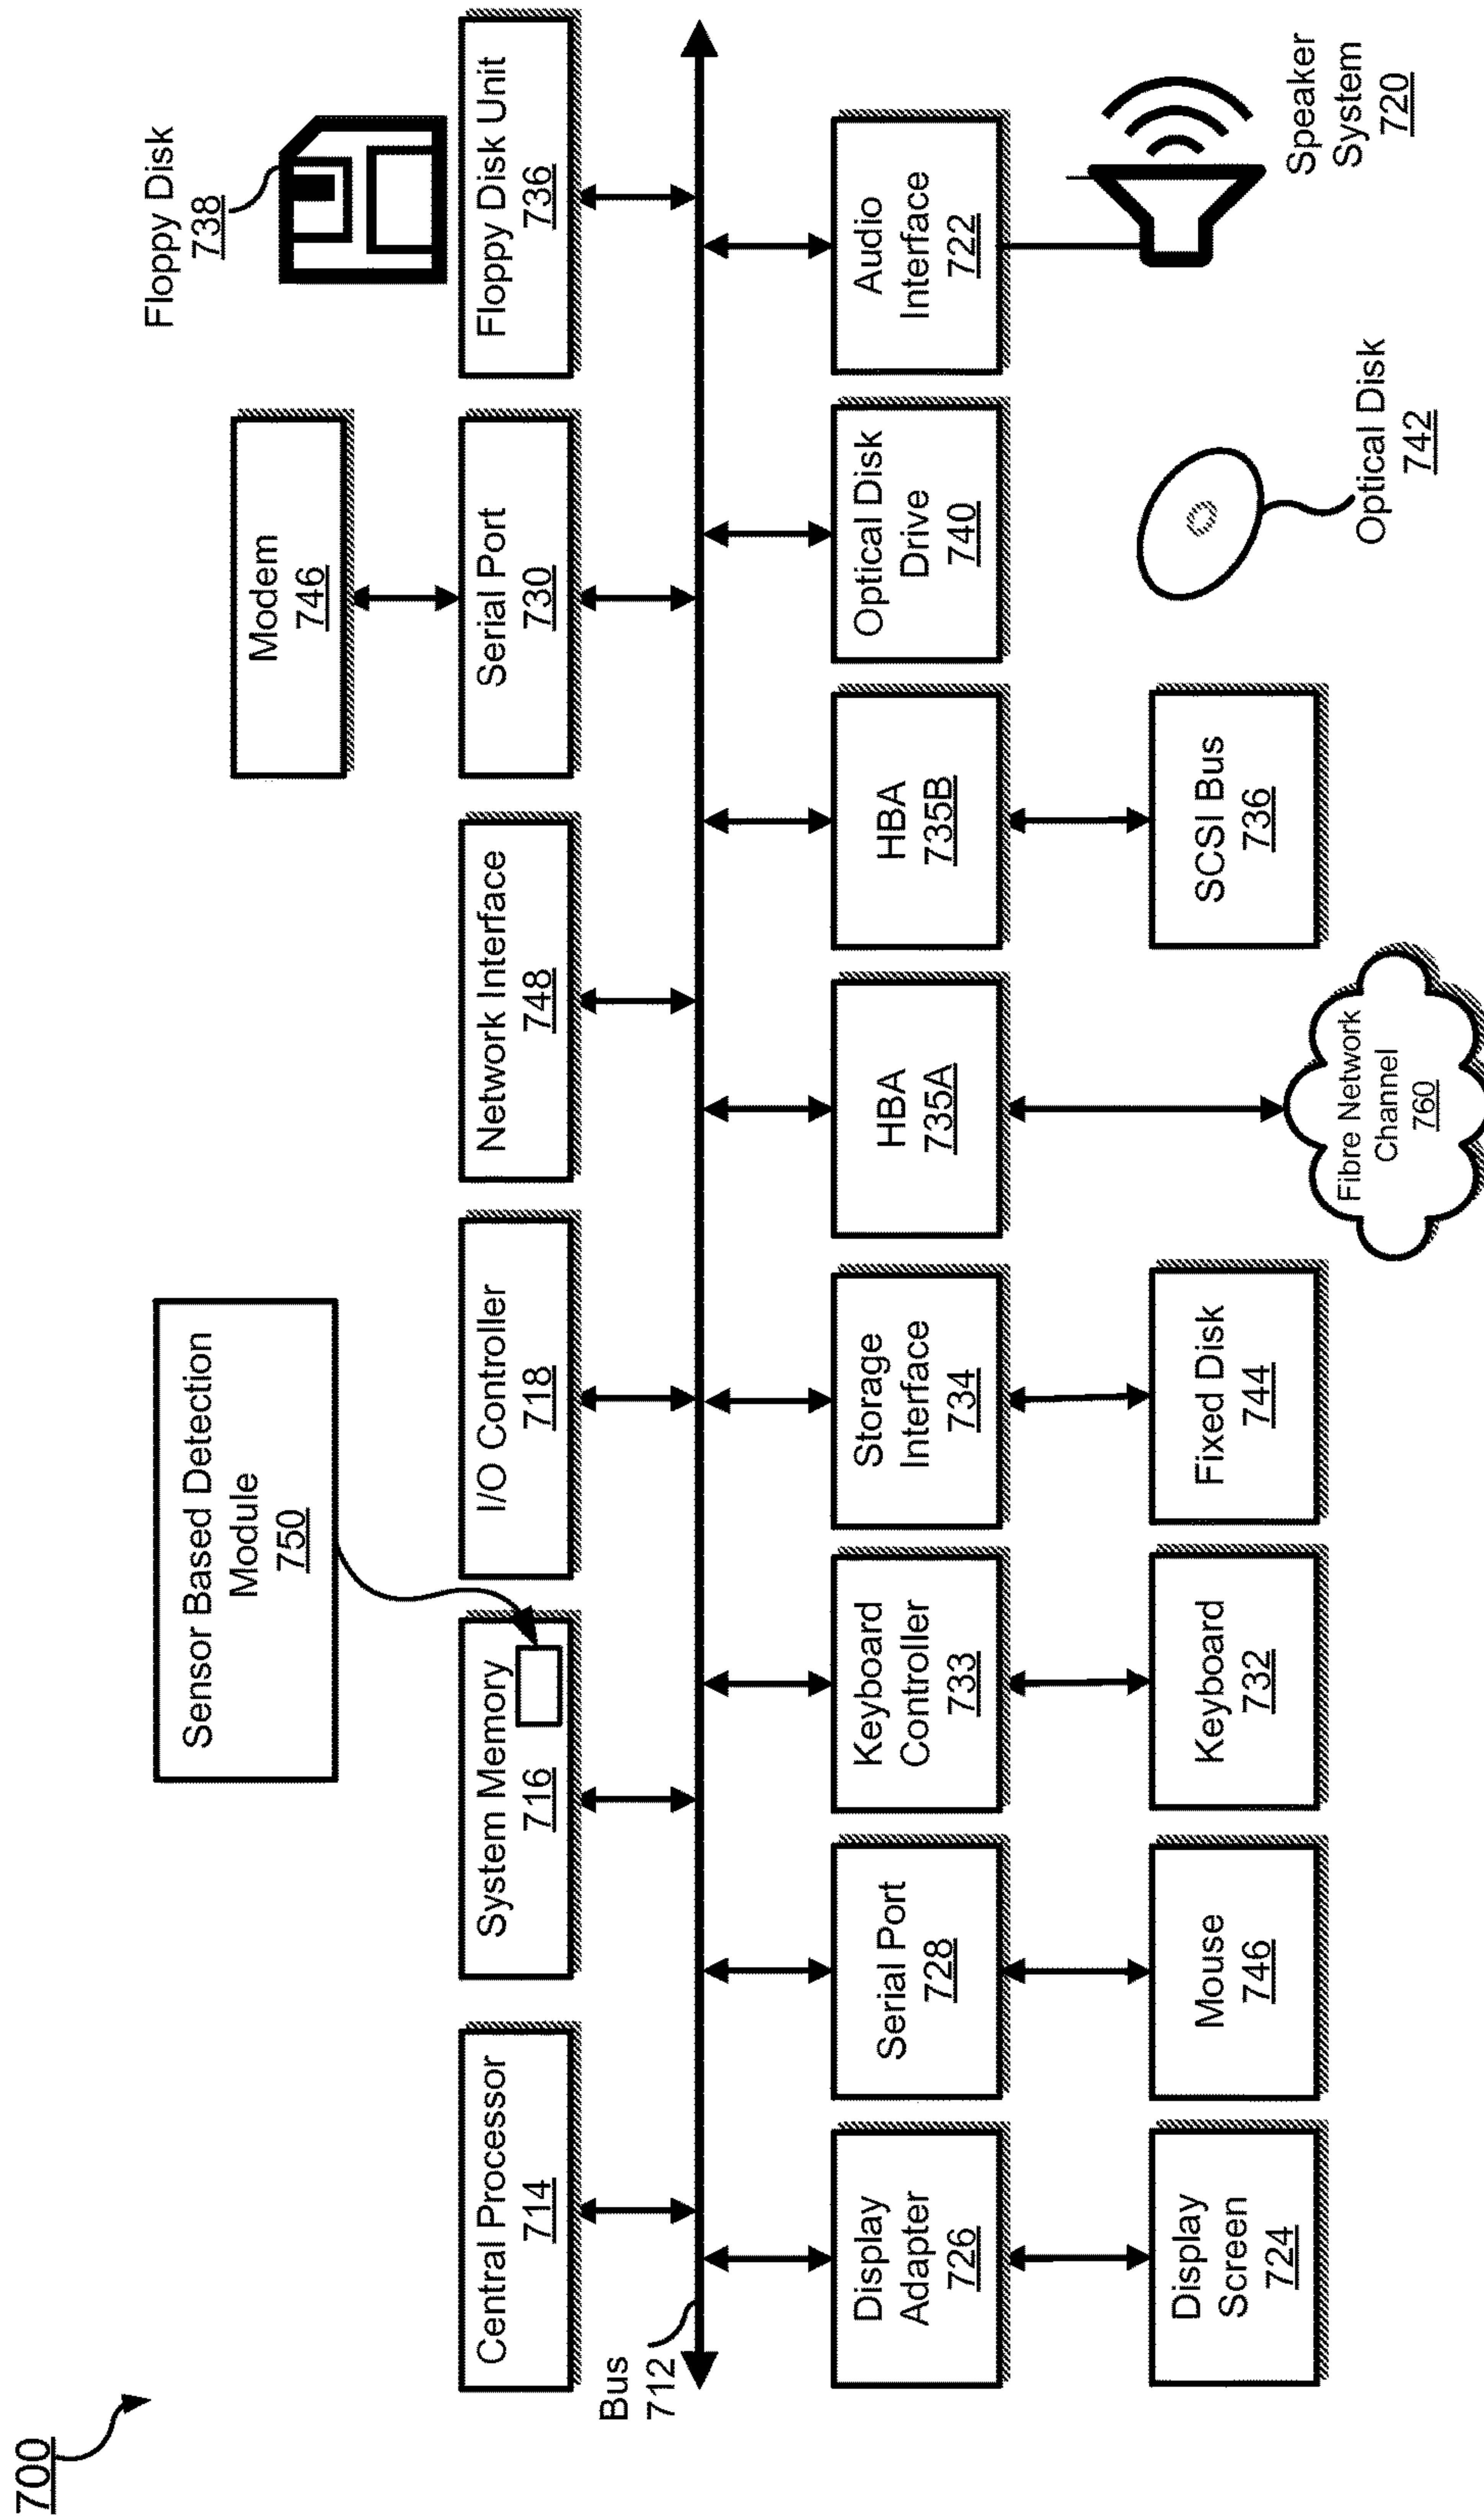 700
Sensor Based Detection
Module
750
Modem
746
Floppy Disk
738
Central Processor
714
System Memory
716
I/O Controller
718
Network Interface
748
Serial Port
730
Floppy Disk Unit
736
Bus
712
Display
Adapter
726
Serial Port
728
Keyboard
Controller
733
Storage
Interface
734
HBA
735A
HBA
735B
Optical Disk
Drive
740
Audio
Interface
722
Display
Screen
724
Mouse
746
Keyboard
732
Fixed Disk
744
Fibre Network
Channel
760
SCSI Bus
736
Optical Disk
742
Speaker
System
720